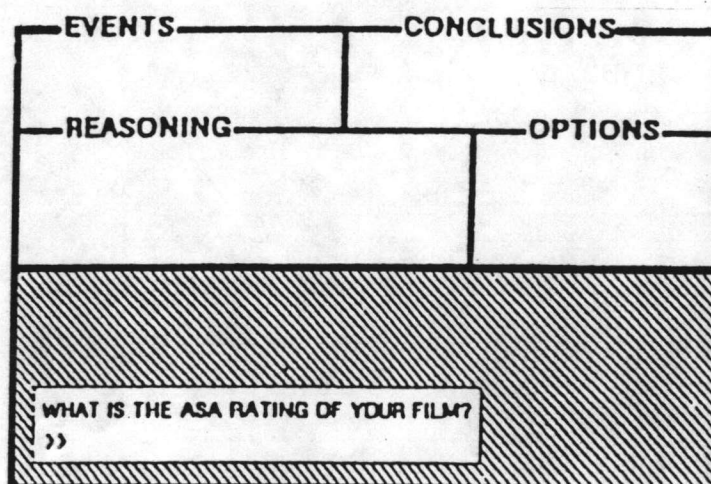 EVENTS CONCLUSIONS
REASONING OPTIONS
WHAT IS THE ASA RATING OF YOUR FILM?
>>